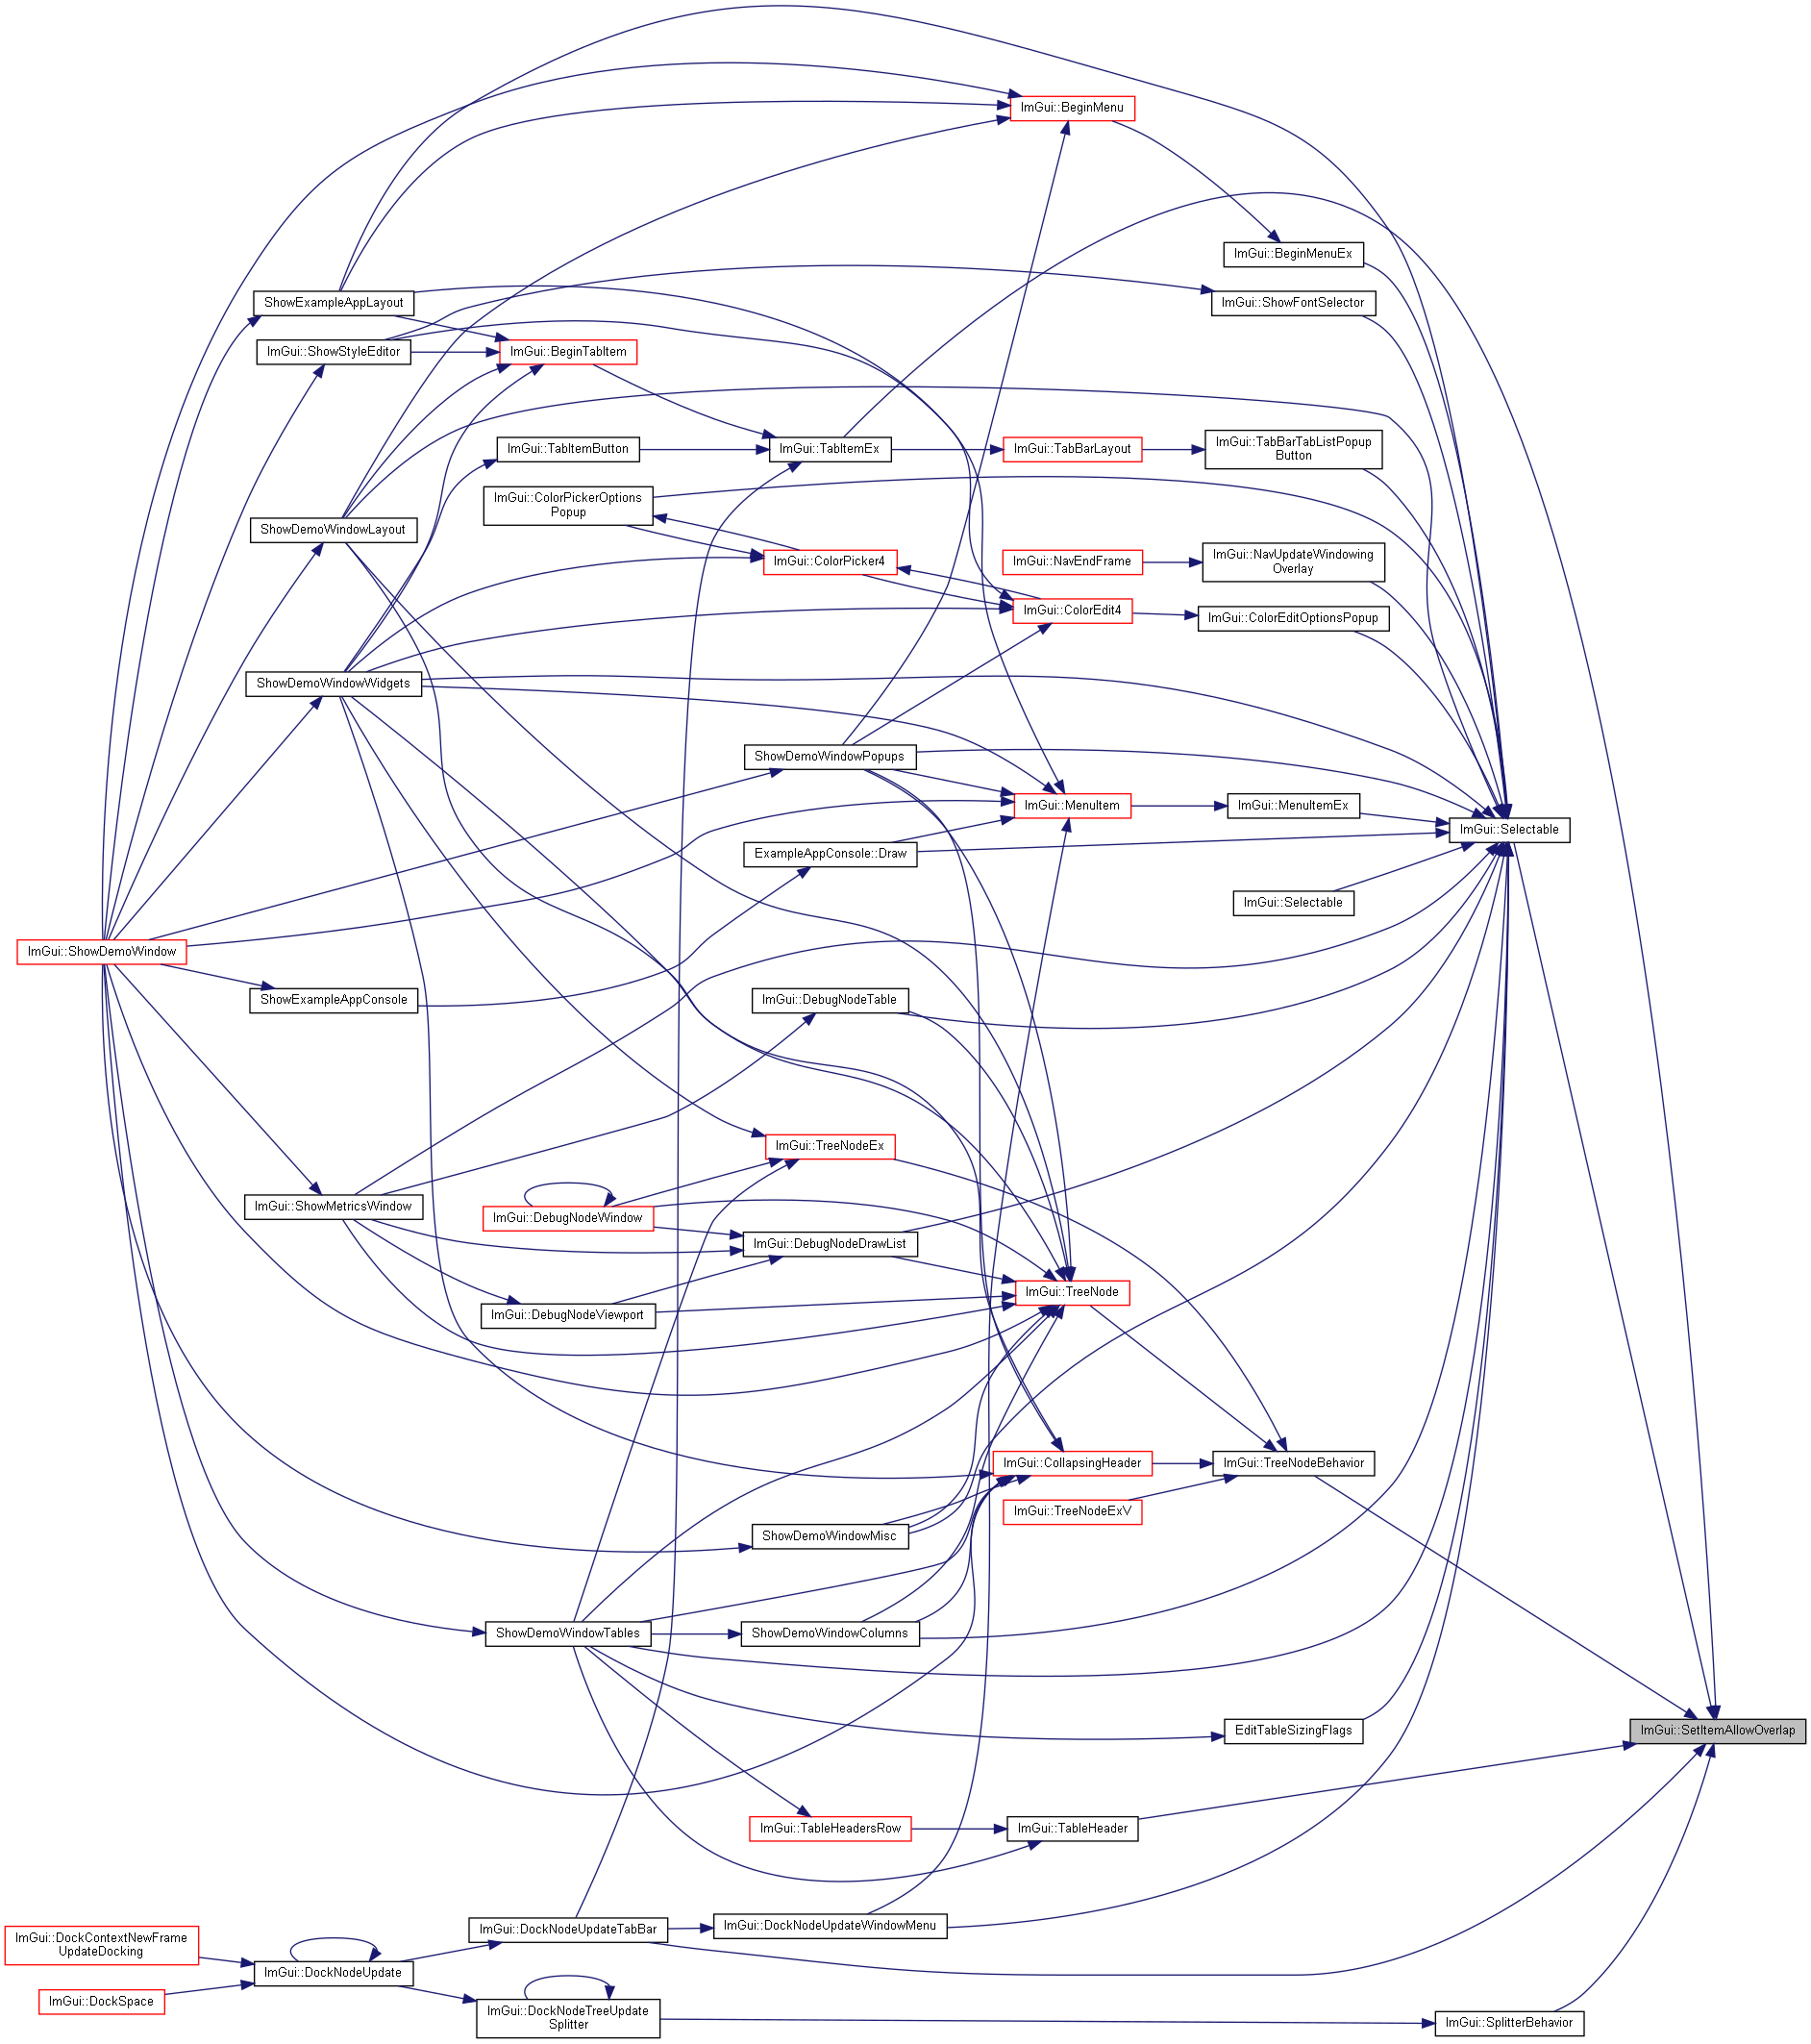 ImGui::BeginMenu
ImGui::BeginMenuEx
ShowExampleAppLayout
ImGui::ShowFontSelector
ImGui::ShowStyleEditor
ImGui::BeginTabItem
ImGui::TabItemButton
ImGui::TabItemEx
ImGui::TabBarLayout
ImGui::TabBarTabListPopup
Button
ImGui::ColorPickerOptions
Popup
ShowDemoWindowLayout
ImGui::ColorPicker4
ImGui::NavEndFrame
ImGui::NavUpdateWindowing
Overlay
ImGui::ColorEdit4
ImGui::ColorEditOptionsPopup
ShowDemoWindowWidgets
ShowDemoWindowPopups
ImGui::MenuItem
ImGui::MenuItemEx
ImGui::Selectable
ExampleAppConsole::Draw
ImGui::Selectable
ImGui::ShowDemoWindow
ShowExampleAppConsole
ImGui::DebugNodeTable
ImGui::TreeNodeEx
ImGui::ShowMetricsWindow
ImGui::DebugNodeWindow
ImGui::DebugNodeDrawList
ImGui::TreeNode
ImGui::DebugNodeViewport
ImGui::CollapsingHeader
ImGui::TreeNodeBehavior
ImGui::TreeNodeExV
ShowDemoWindowMisc
ShowDemoWindowTables
ShowDemoWindowColumns
EditTableSizingFlags
ImGui::SetItemAllowOverlap
ImGui::TableHeadersRow
ImGui::TableHeader
ImGui::DockNodeUpdateTabBar
ImGui::DockNodeUpdateWindowMenu
ImGui::DockContextNewFrame
UpdateDocking
ImGui::DockNodeUpdate
ImGui::DockSpace
ImGui::DockNodeTreeUpdate
Splitter
ImGui::SplitterBehavior